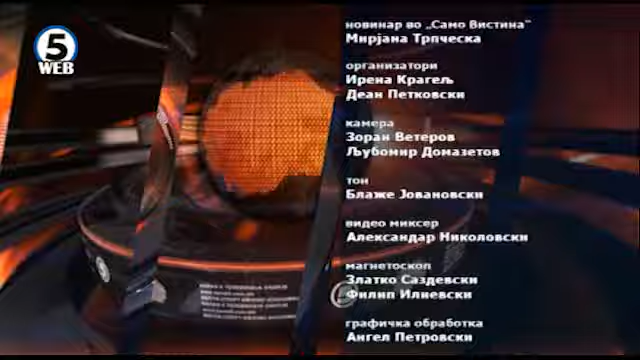 5
WEB
новинар во „Само Вистина“
Мирјана Трпческа
организатори
Ирена Крагељ
Деан Петковски
камера
Зоран Ветеров
Љубомир Домазетов
тон
Блаже Јовановски
видео миксер
Александар Николовски
магнетоскоп
Златко Саздевски
Филип Илиевски
графичка обработка
Ангел Петровски